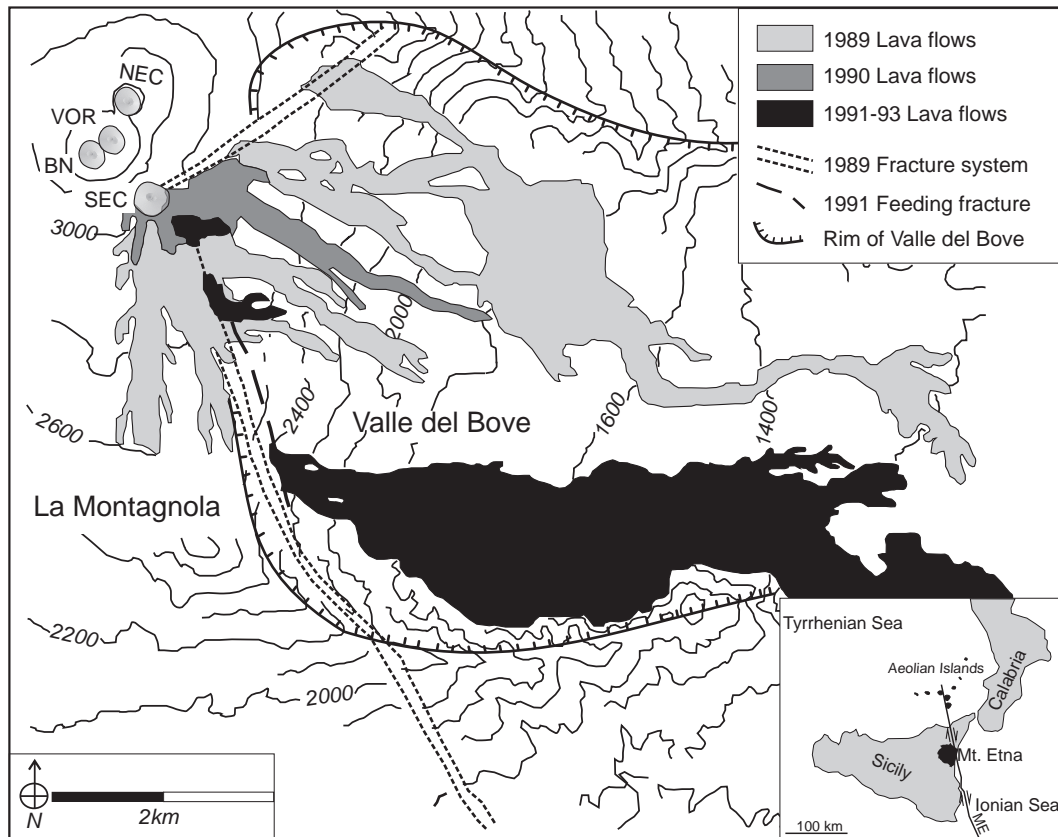 1989 Lava flows
1990 Lava flows
1991-93 Lava flows
1989 Fracture system
1991 Feeding fracture
Rim of Valle del Bove
NEC
VOR
BN
SEC
3000
2000
2400
1600
1400
2600
Valle del Bove
La Montagnola
2200
2000
N
2km
Tyrrhenian Sea
Aeolian Islands
Calabria
Mt. Etna
Sicily
Ionian Sea
ME
100 km